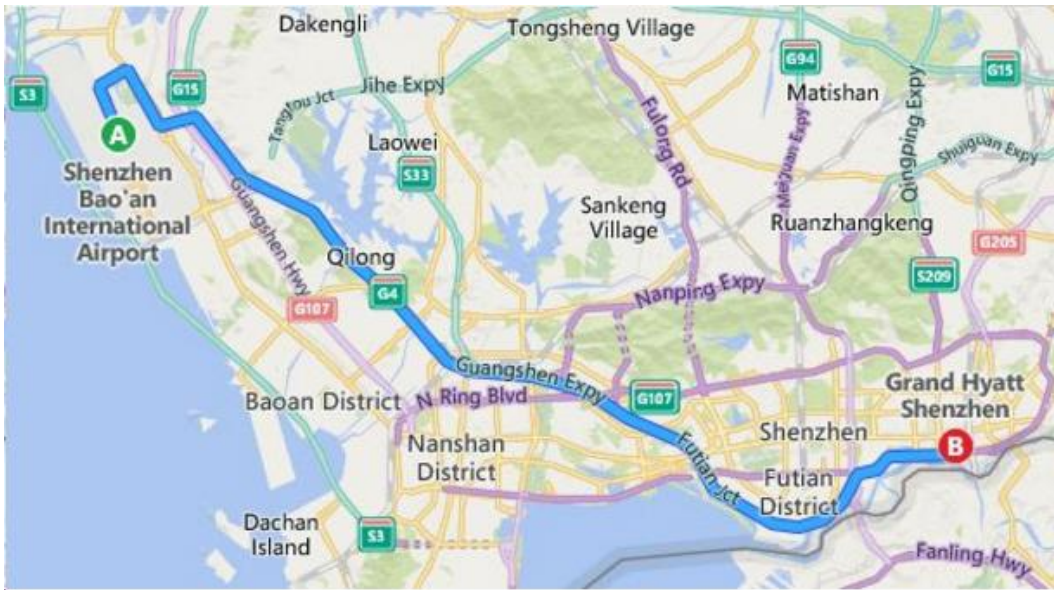 Dakengli
Tongsheng Village
S3
G15
G94
G15
Jihe Expy
Matishan
Tangtou Jct
A
Laowei
S33
Fulong Rd
Meiguan Expy
Qingping Expy
Shuiguan Expy
Shenzhen
Bao'an
International
Airport
Guangshen Hwy
Sankeng
Village
Ruanzhangkeng
G205
Qilong
G4
G107
Nanping Expy
S209
Guangshen Expy
Baoan District
N Ring Blvd
G107
Grand Hyatt
Shenzhen
Nanshan
District
Shenzhen
B
Futian Jct
Futian
District
Dachan
Island
S3
Fanling Hwy